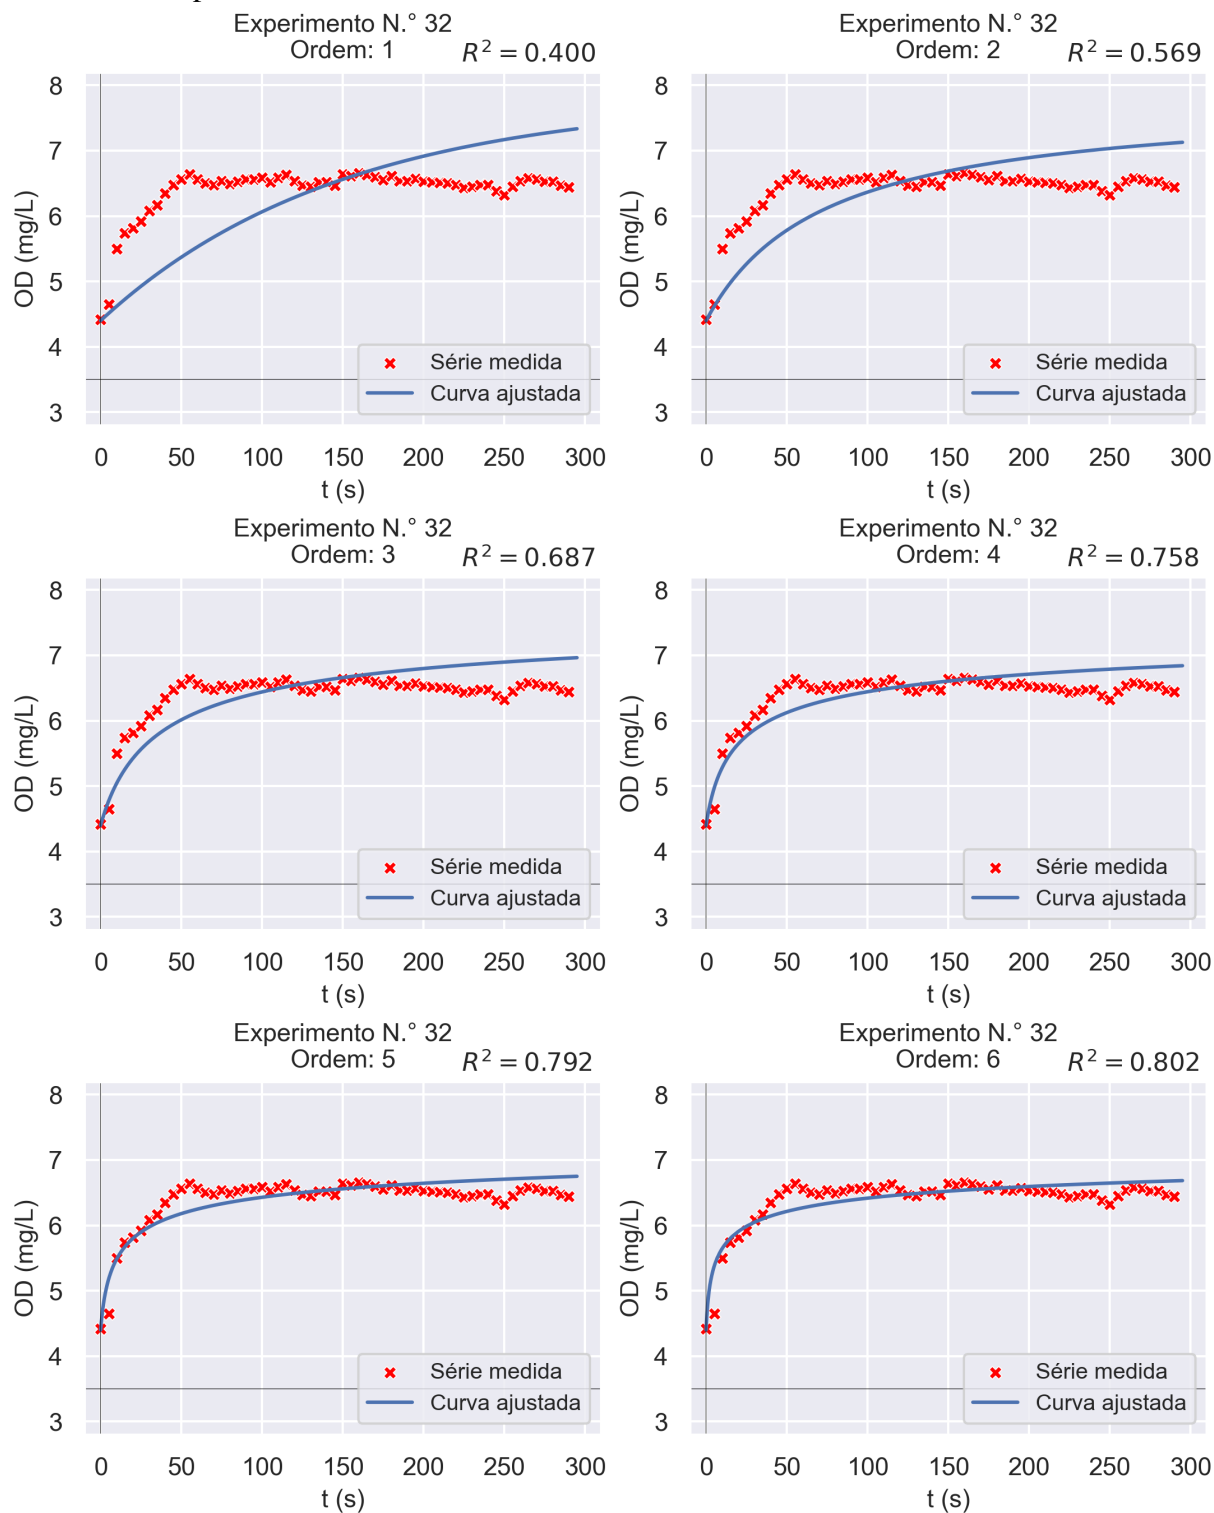 Experimento N.° 32
Ordem: 1
R² = 0.400
OD (mg/L)
8
7
6
5
4
3
Série medida
Curva ajustada
0 50 100 150 200 250 300
t (s)
Experimento N.° 32
Ordem: 2
R² = 0.569
OD (mg/L)
8
7
6
5
4
3
Série medida
Curva ajustada
0 50 100 150 200 250 300
t (s)
Experimento N.° 32
Ordem: 3
R² = 0.687
OD (mg/L)
8
7
6
5
4
3
Série medida
Curva ajustada
0 50 100 150 200 250 300
t (s)
Experimento N.° 32
Ordem: 4
R² = 0.758
OD (mg/L)
8
7
6
5
4
3
Série medida
Curva ajustada
0 50 100 150 200 250 300
t (s)
Experimento N.° 32
Ordem: 5
R² = 0.792
OD (mg/L)
8
7
6
5
4
3
Série medida
Curva ajustada
0 50 100 150 200 250 300
t (s)
Experimento N.° 32
Ordem: 6
R² = 0.802
OD (mg/L)
8
7
6
5
4
3
Série medida
Curva ajustada
0 50 100 150 200 250 300
t (s)